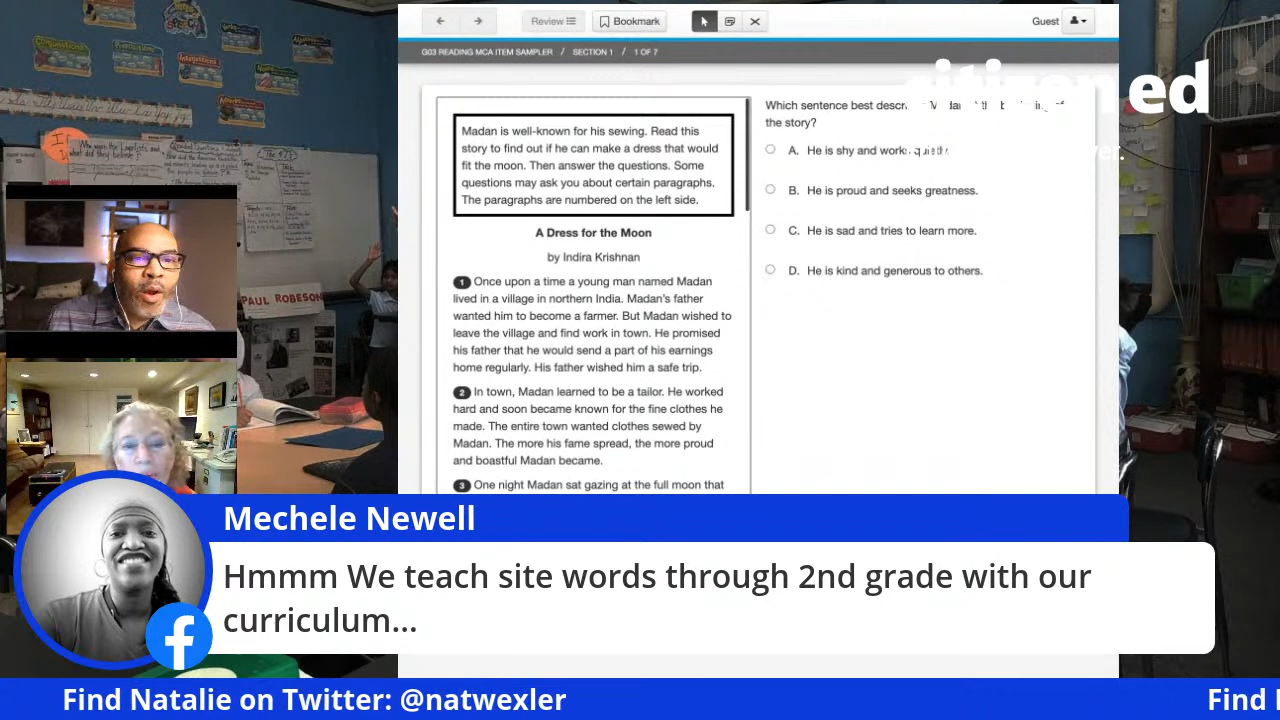 Review
Bookmark
Guest
G03 READING MCA ITEM SAMPLER / SECTION 1 / 1 OF 7
ed
Madan is well-known for his sewing. Read this
story to find out if he can make a dress that would
fit the moon. Then answer the questions. Some
questions may ask you about certain paragraphs.
The paragraphs are numbered on the left side.
A Dress for the Moon
by Indira Krishnan
1 Once upon a time a young man named Madan
lived in a village in northern India. Madan's father
wanted him to become a farmer. But Madan wished to
leave the village and find work in town. He promised
his father that he would send a part of his earnings
home regularly. His father wished him a safe trip.
2 In town, Madan learned to be a tailor. He worked
hard and soon became known for the fine clothes he
made. The entire town wanted clothes sewed by
Madan. The more his fame spread, the more proud
and boastful Madan became.
3 One night Madan sat gazing at the full moon that
Which sentence best
the story?
A. He is shy and works quietly.
B. He is proud and seeks greatness.
C. He is sad and tries to learn more.
D. He is kind and generous to others.
PAUL ROBESON
Mechele Newell
Hmmm We teach site words through 2nd grade with our
curriculum...
Find Natalie on Twitter: @natwexler
Find